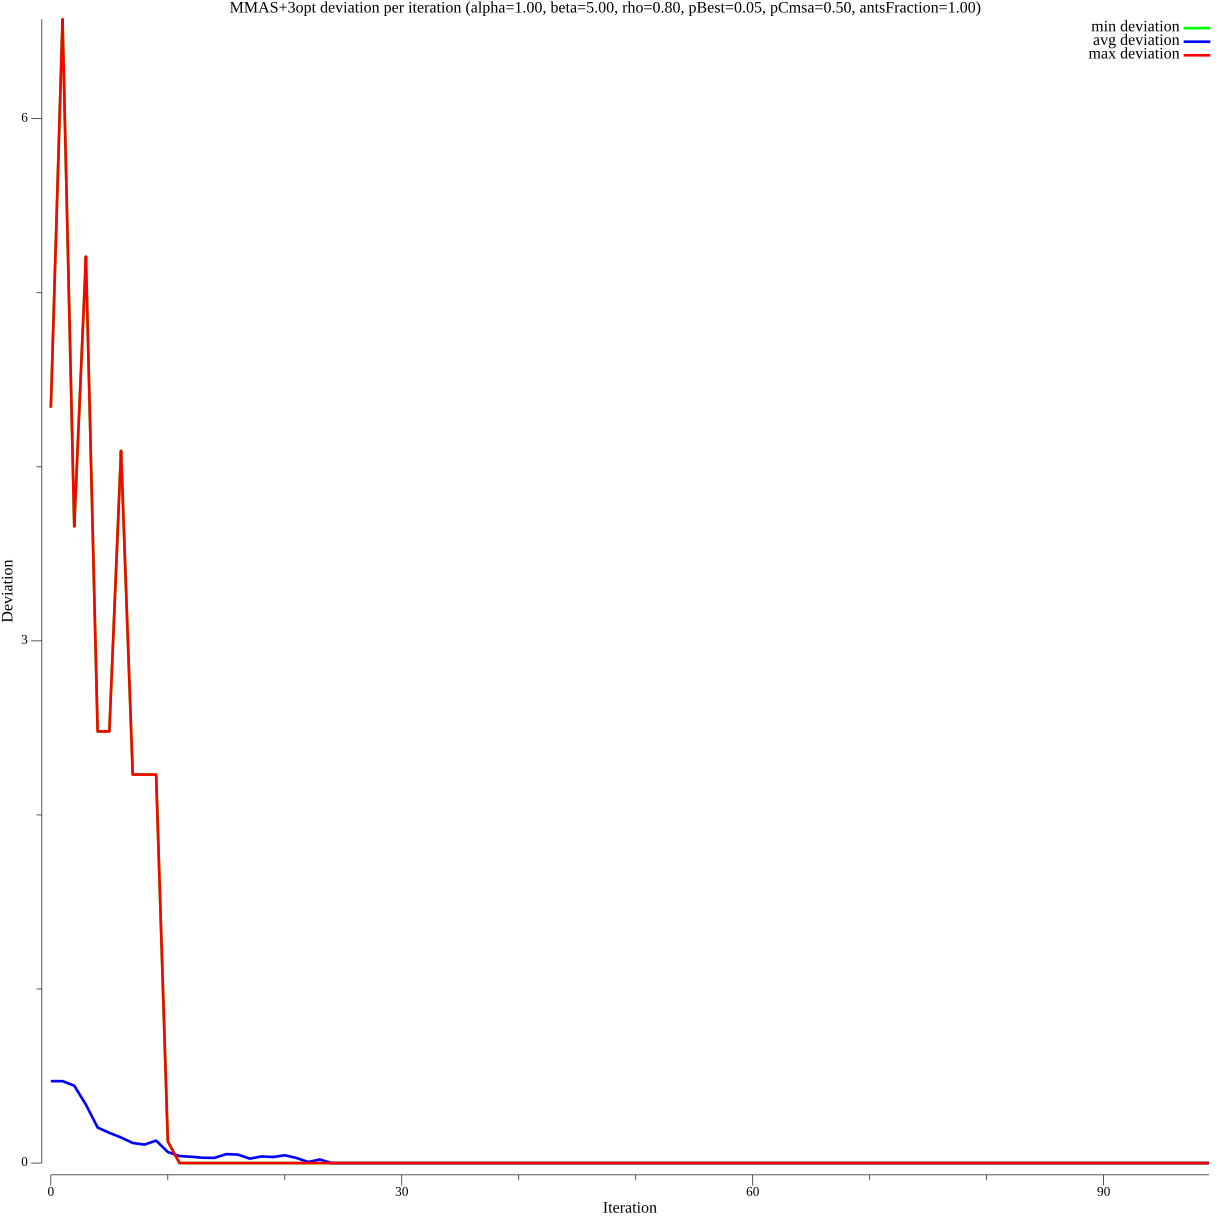 MMAS+3opt deviation per iteration (alpha=1.00, beta=5.00, rho=0.80, pBest=0.05, pCmsa=0.50, antsFraction=1.00)
min deviation
avg deviation
max deviation
6
3
0
Deviation
0 30 60 90
Iteration